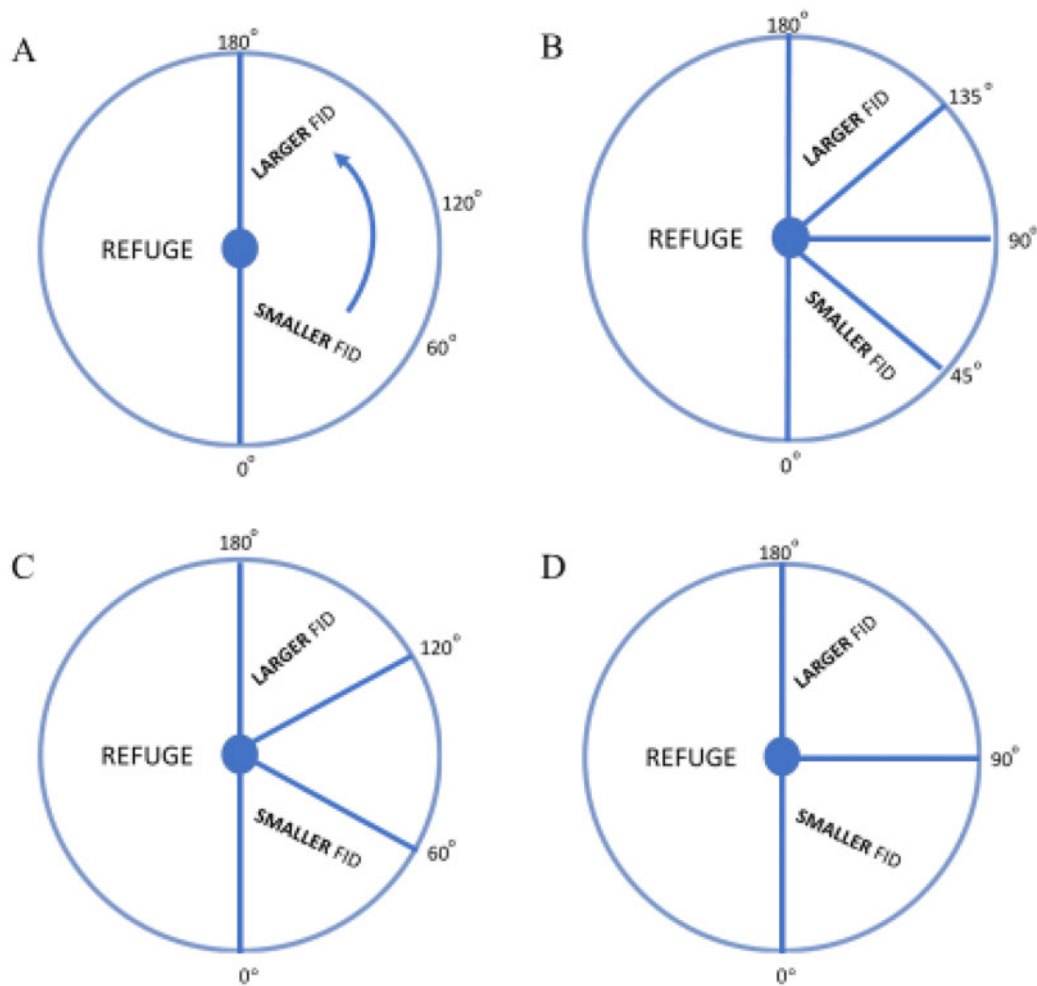 A
180°
LARGER FID
120°
REFUGE
SMALLER FID
60°
0°
B
180°
135°
LARGER FID
REFUGE
90°
SMALLER FID
45°
0°
C
180°
LARGER FID
120°
REFUGE
SMALLER FID
60°
0°
D
180°
LARGER FID
REFUGE
90°
SMALLER FID
0°